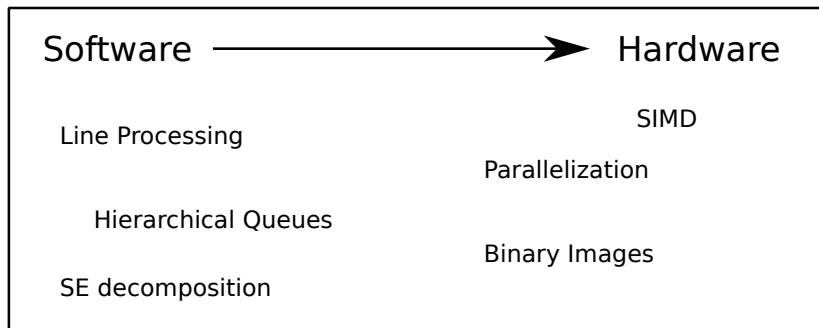 Software
Hardware
SIMD
Line Processing
Parallelization
Hierarchical Queues
Binary Images
SE decomposition